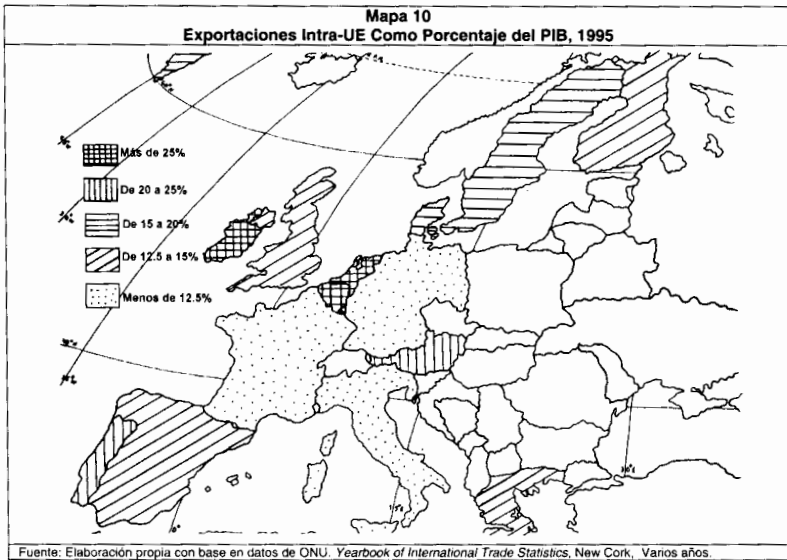 Mapa 10
Exportaciones Intra-UE Como Porcentaje del PIB, 1995
Más de 25%
De 20 a 25%
De 15 a 20%
De 12.5 a 15%
Menos de 12.5%
Fuente: Elaboración propia con base en datos de ONU. Yearbook of International Trade Statistics, New York, Varios años.